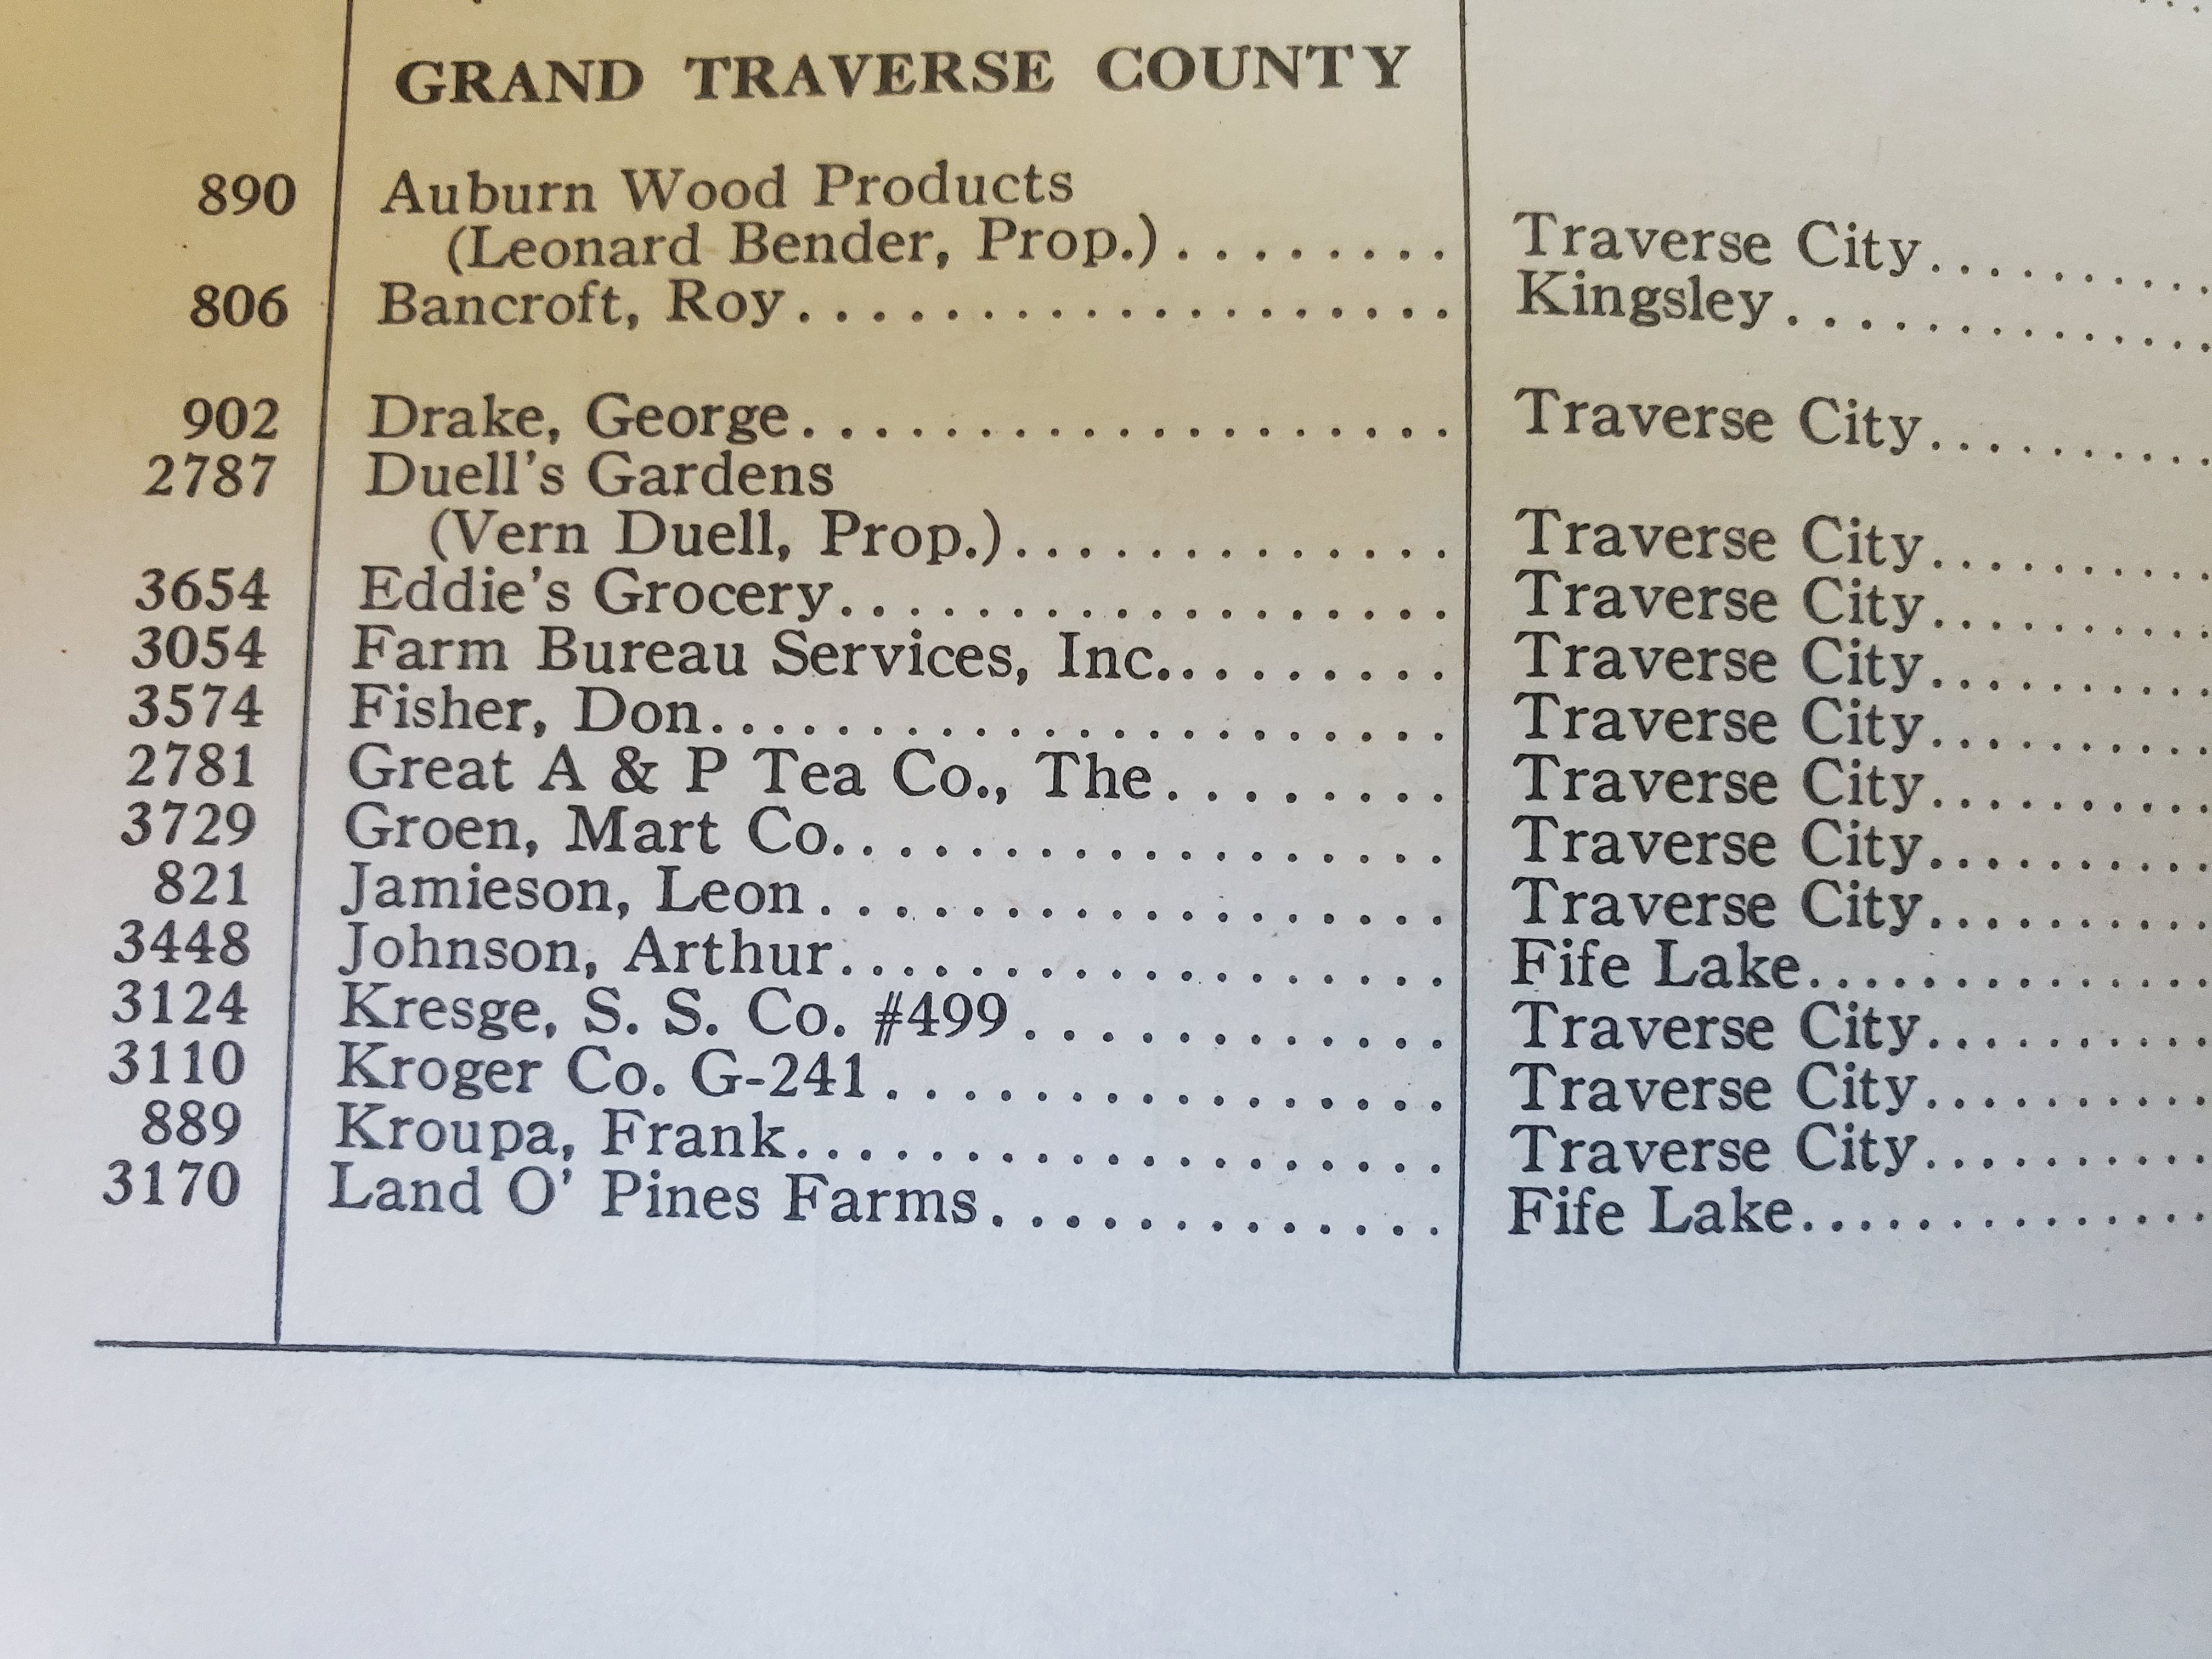 GRAND TRAVERSE COUNTY
890 Auburn Wood Products
(Leonard Bender, Prop.)......... Traverse City..........
806 Bancroft, Roy.................. Kingsley............
902 Drake, George................... Traverse City..........
2787 Duell's Gardens
(Vern Duell, Prop.)............. Traverse City..........
3654 Eddie's Grocery.................. Traverse City..........
3054 Farm Bureau Services, Inc......... Traverse City..........
3574 Fisher, Don...................... Traverse City..........
2781 Great A & P Tea Co., The........ Traverse City..........
3729 Groen, Mart Co.................. Traverse City..........
821 Jamieson, Leon.................. Traverse City..........
3448 Johnson, Arthur.................. Fife Lake..............
3124 Kresge, S. S. Co. #499............ Traverse City..........
3110 Kroger Co. G-241................ Traverse City..........
889 Kroupa, Frank................... Traverse City..........
3170 Land O' Pines Farms............. Fife Lake..............